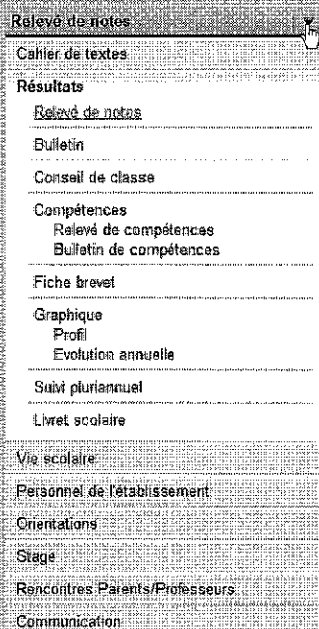 Relevé de notes
Cahier de textes
Résultats
Relevé de notes
Bulletin
Conseil de classe
Compétences
Relevé de compétences
Bulletin de compétences
Fiche brevet
Graphique
Profil
Evolution annuelle
Suivi pluriannuel
Livret scolaire
Vie scolaire
Personnel de l'établissement
Orientations
Stage
Rencontres Parents/Professeurs
Communication